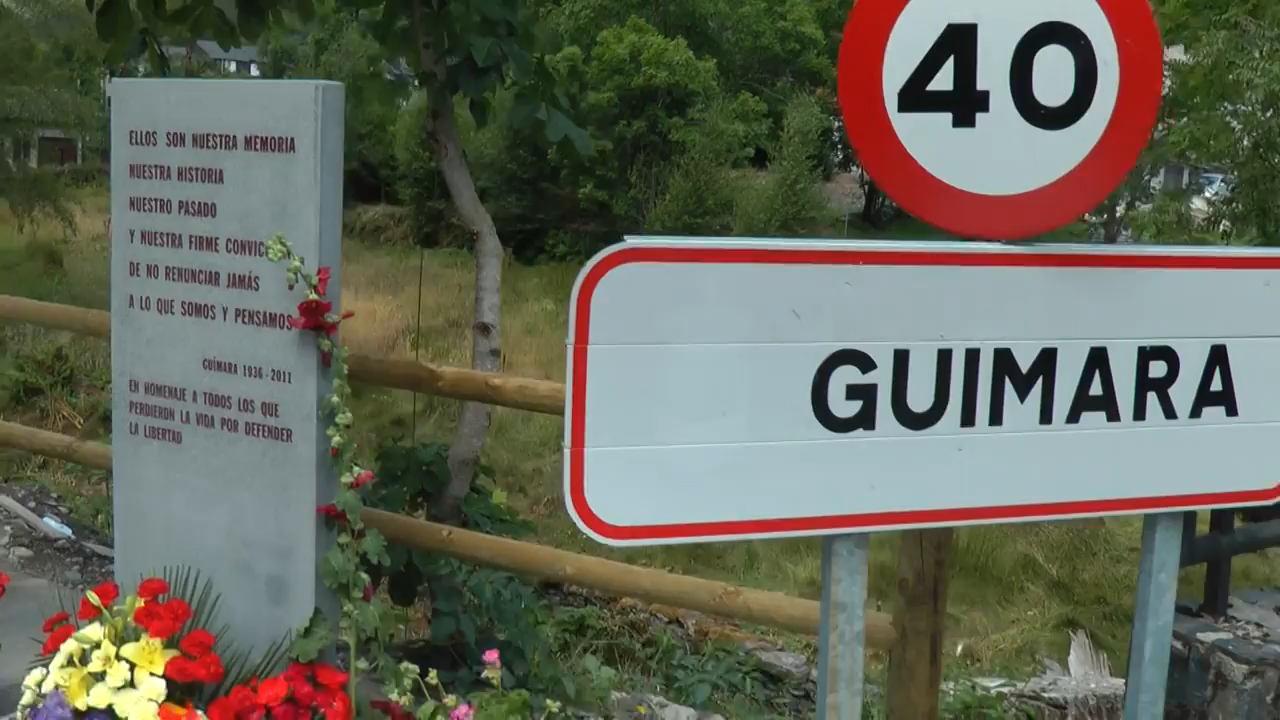 ELLOS SON NUESTRA MEMORIA
NUESTRA HISTORIA
NUESTRO PASADO
Y NUESTRA FIRME CONVIC
DE NO RENUNCIAR JAMÁS
A LO QUE SOMOS Y PENSAMOS
GUÍMARA 1936-2011
EN HOMENAJE A TODOS LOS QUE
PERDIERON LA VIDA POR DEFENDER
LA LIBERTAD
40
GUIMARA